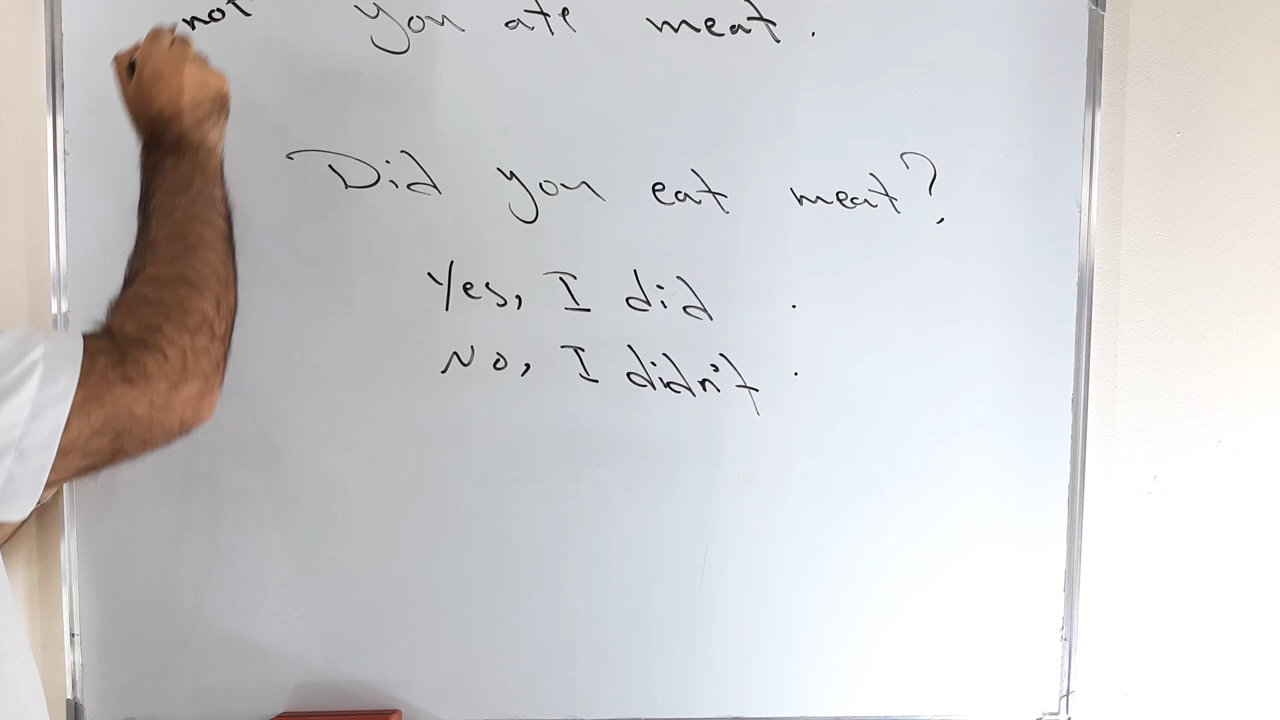 not you ate meat.
Did you eat meat?
Yes, I did .
No, I didn't .